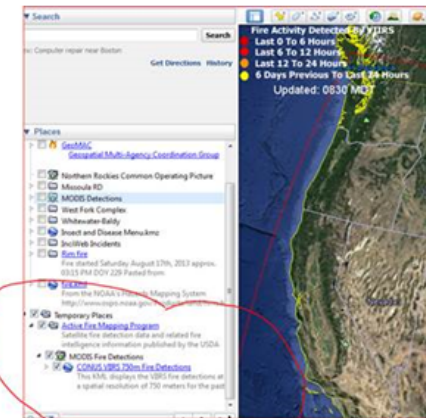 Search
Search
ex: Computer repair near Boston
Get Directions History
Places
GeoMAC
Geospatial Multi-Agency Coordination Group
Northern Rockies Common Operating Picture
Missoula RD
MODIS Detections
West Fork Complex
Whitewater-Baldy
Insect and Disease Menu.kmz
InciWeb Incidents
Rim fire
Fire started Saturday August 17th, 2013 approx.
03:15 PM DOY 229 Pasted from
From the NOAA's Hazards Mapping System
Temporary Places
Active Fire Mapping Program
Satellite fire detection data and related fire
intelligence information published by the USDA
MODIS Fire Detections
CONUS VIIRS 750m Fire Detections
This KML displays the VIIRS fire detections at
a spatial resolution of 750 meters for the past
Fire Activity Detected by VIIRS
Last 0 To 6 Hours
Last 6 To 12 Hours
Last 12 To 24 Hours
6 Days Previous To Last 24 Hours
Updated: 0830 MDT